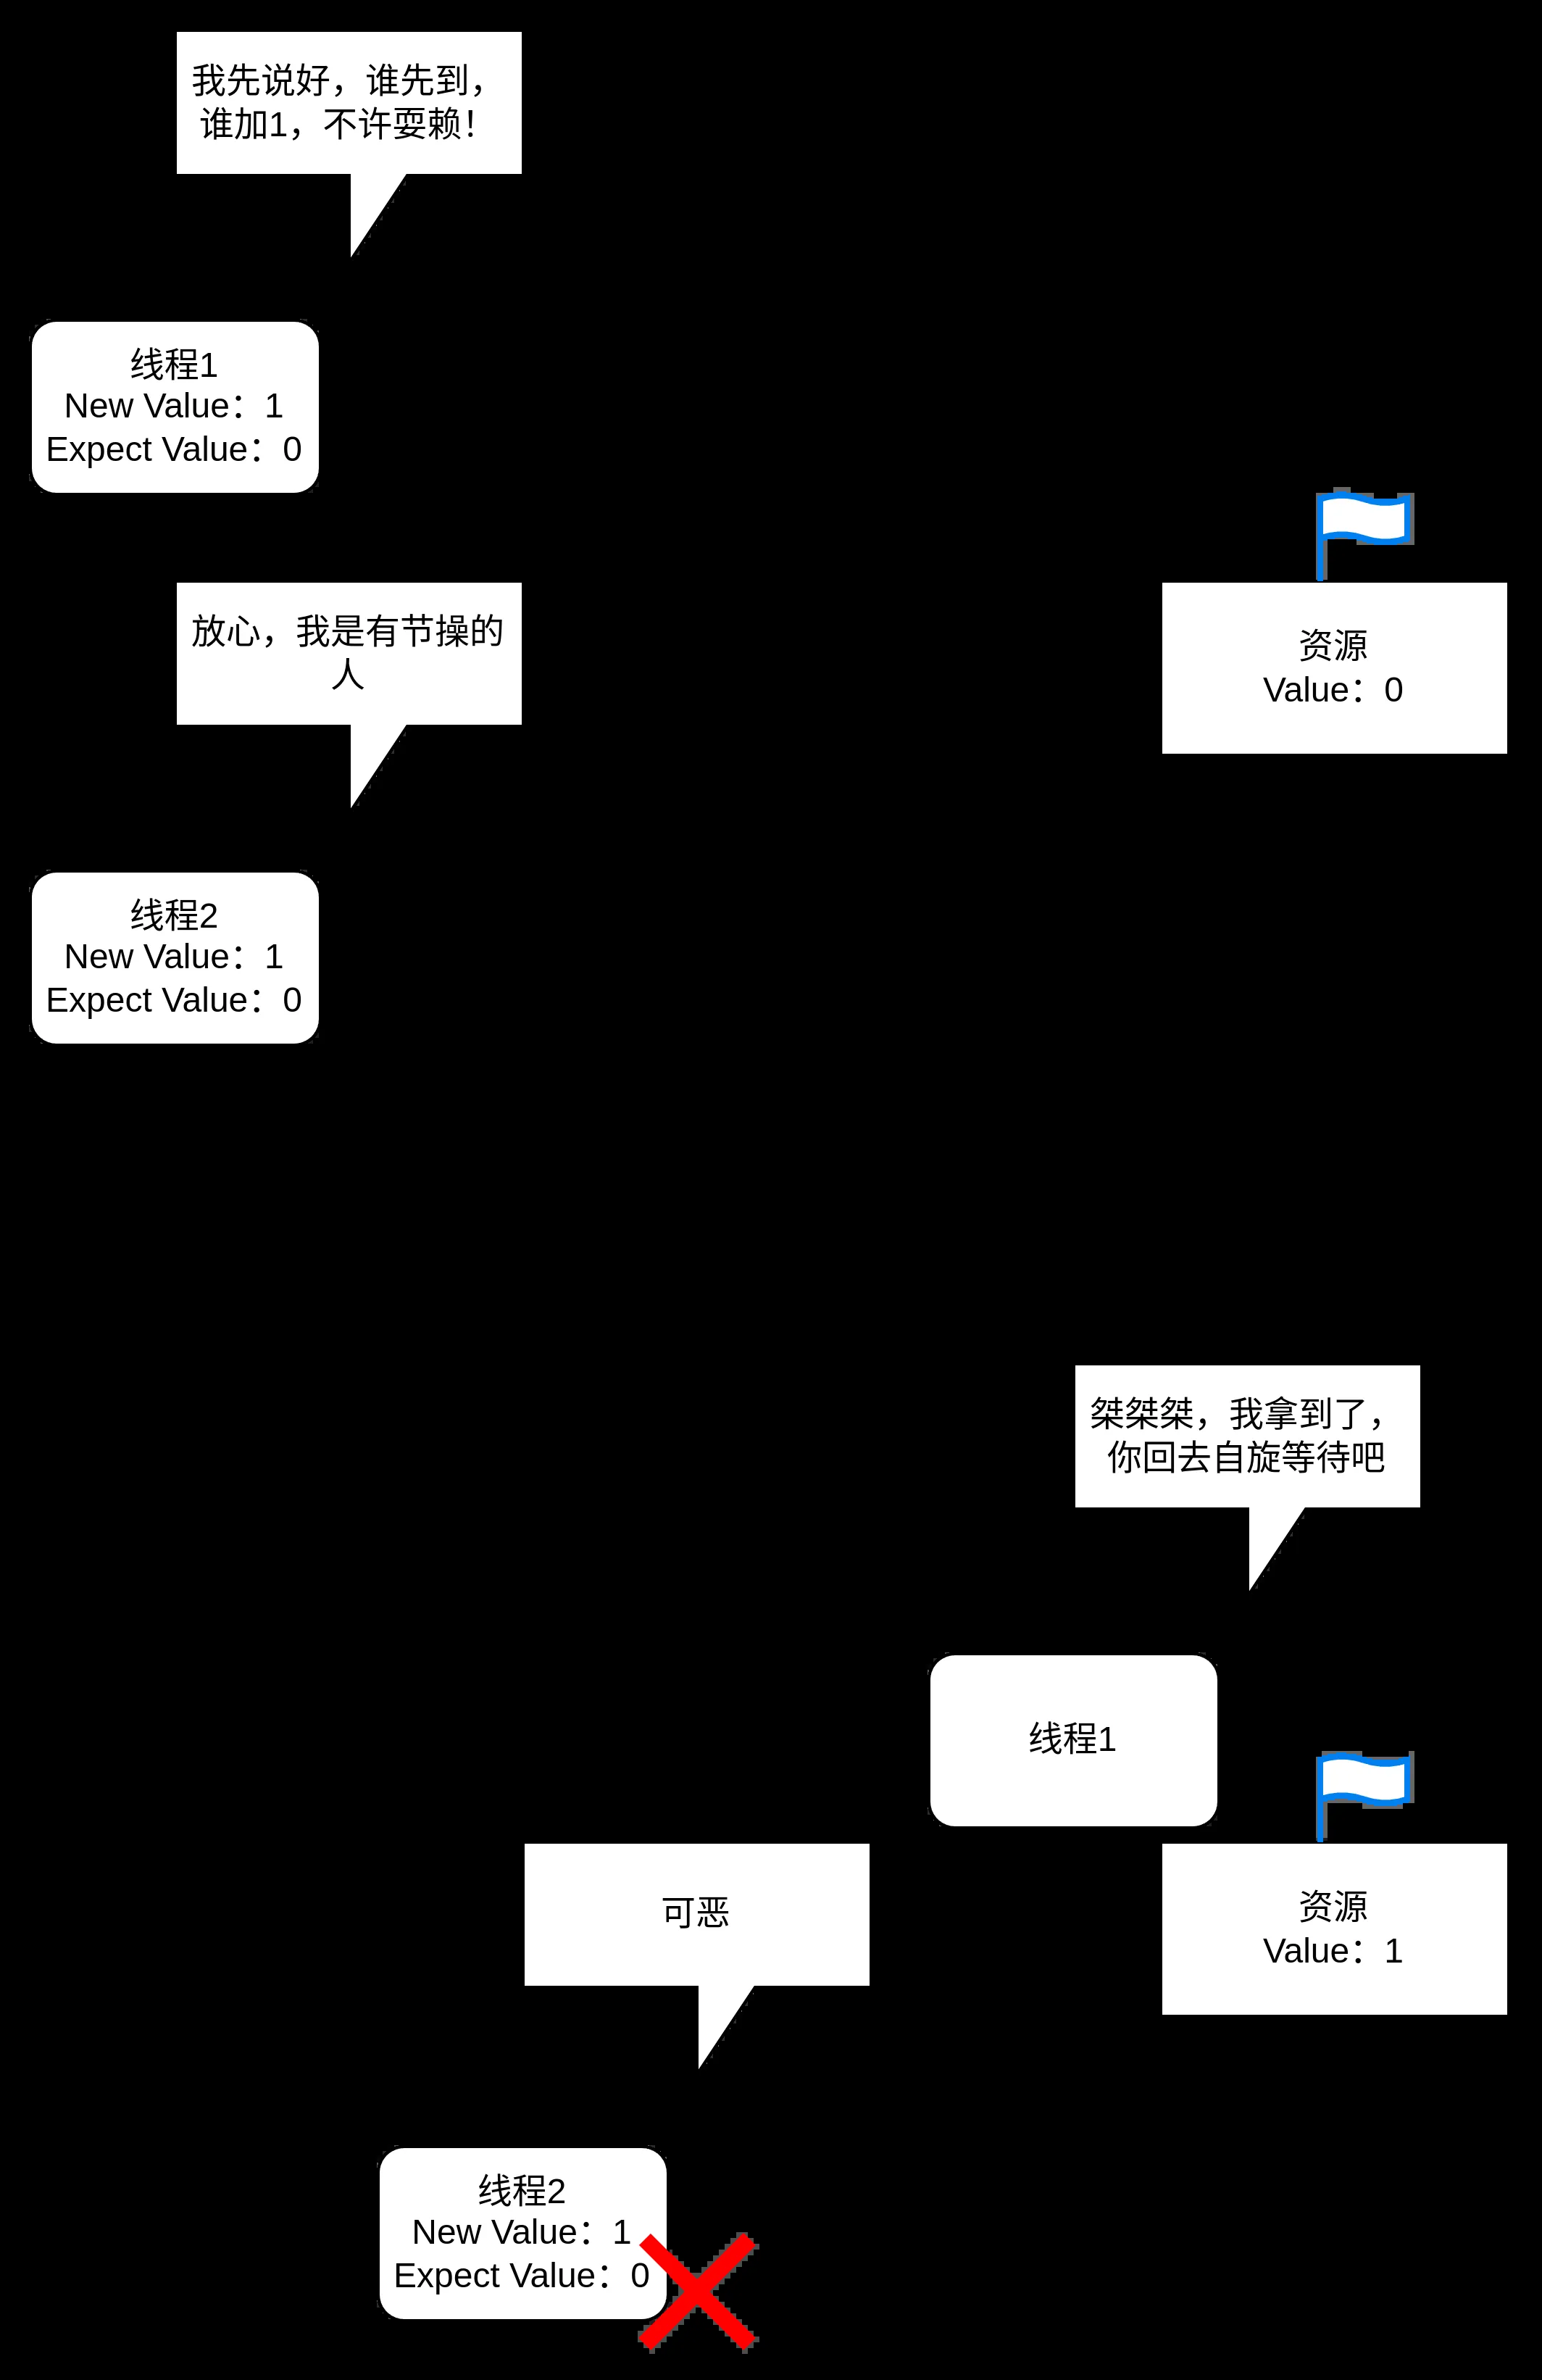 我先说好，谁先到，
谁加1，不许耍赖！
线程1
New Value：1
Expect Value：0
放心，我是有节操的
人
资源
Value：0
线程2
New Value：1
Expect Value：0
桀桀桀，我拿到了，
你回去自旋等待吧
线程1
可恶
资源
Value：1
线程2
New Value：1
Expect Value：0